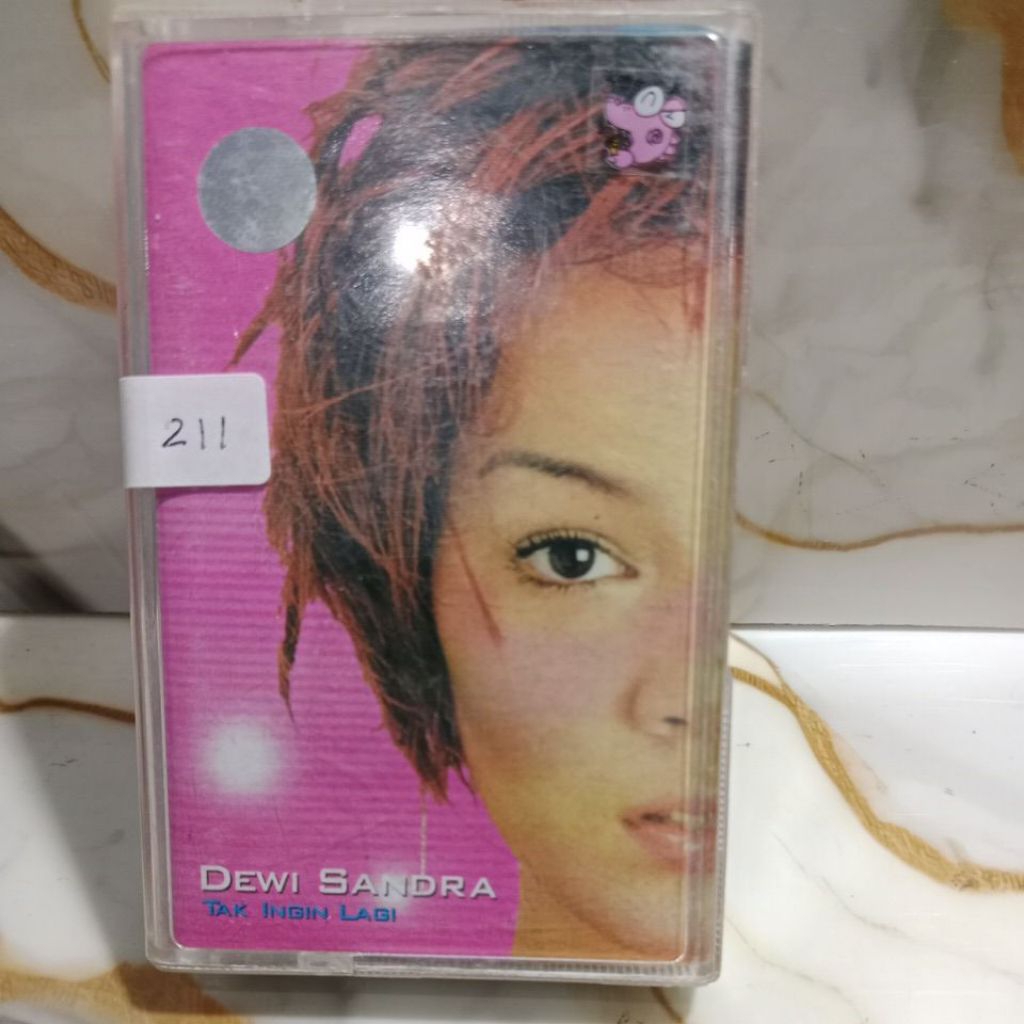 211
DEWI SANDRA
TAK INGIN LAGI